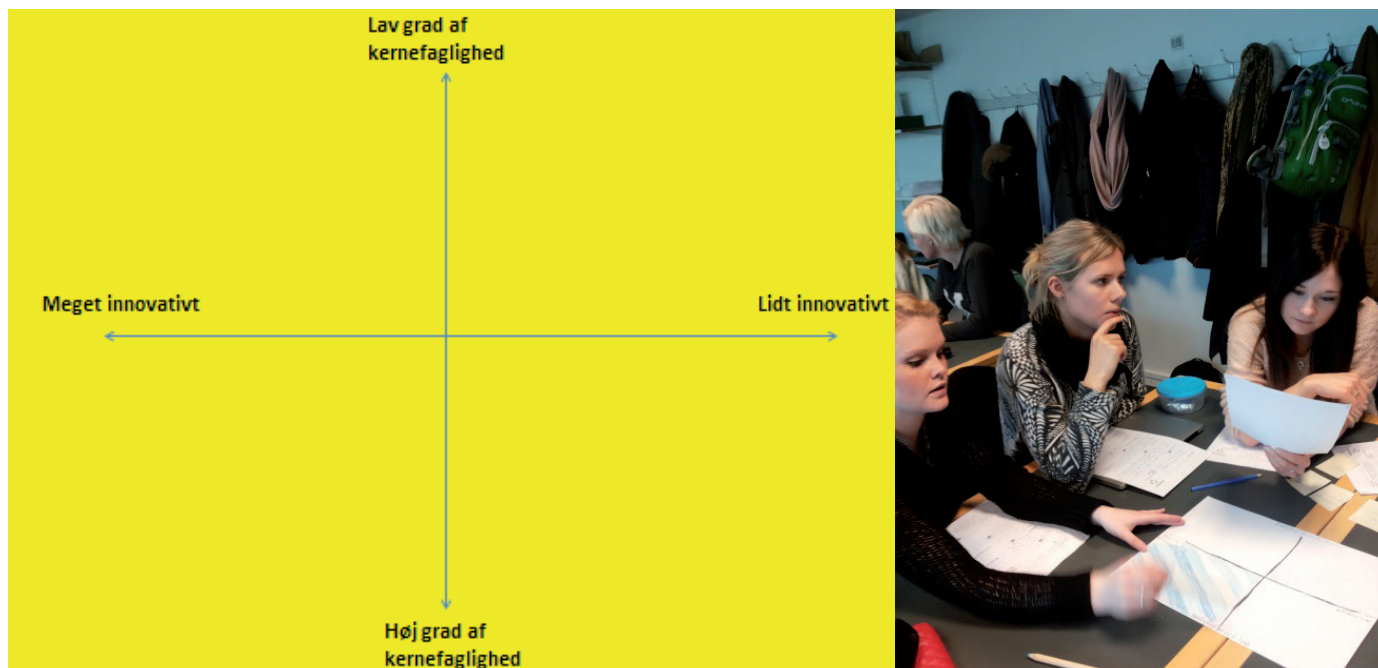 Lav grad af
kernefaglighed
Meget innovativt
Lidt innovativt
Høj grad af
kernefaglighed